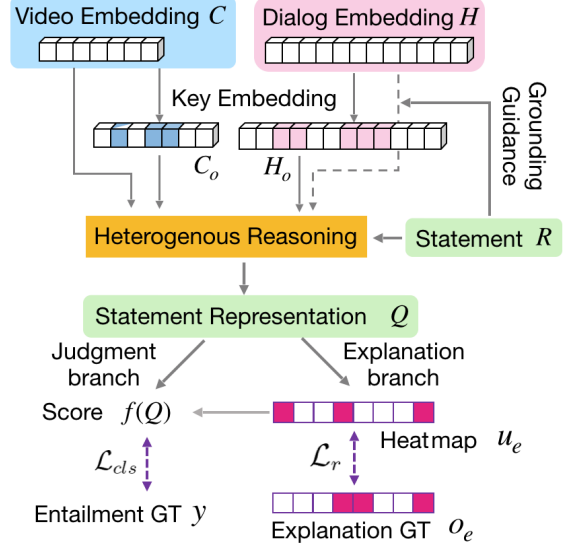 Video Embedding C
Dialog Embedding H
Key Embedding
Grounding
Guidance
C_o
H_o
Heterogenous Reasoning
Statement R
Statement Representation Q
Judgment
branch
Explanation
branch
Score f(Q)
Heatmap u_e
ℒ_cls
ℒ_r
Entailment GT y
Explanation GT o_e